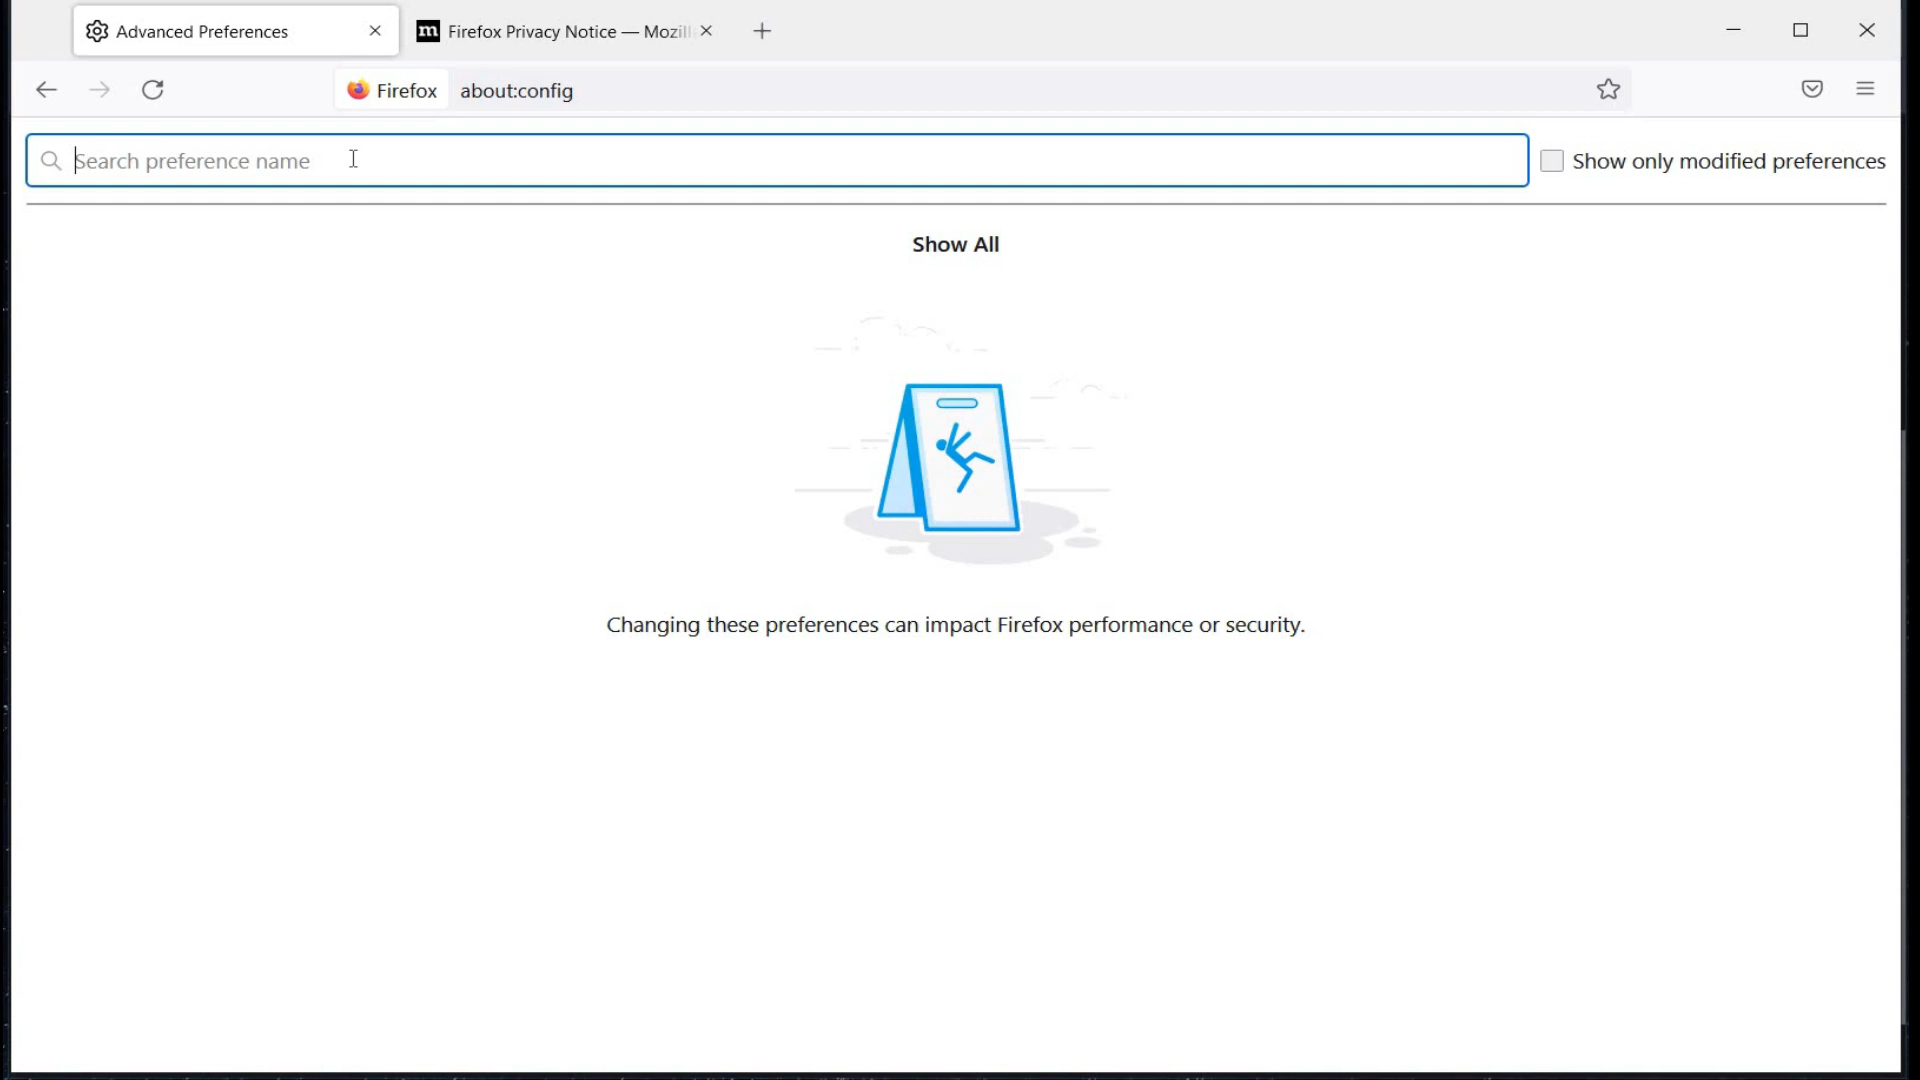 Advanced Preferences
m Firefox Privacy Notice — Mozill
Firefox about:config
Search preference name
Show only modified preferences
Show All
Changing these preferences can impact Firefox performance or security.